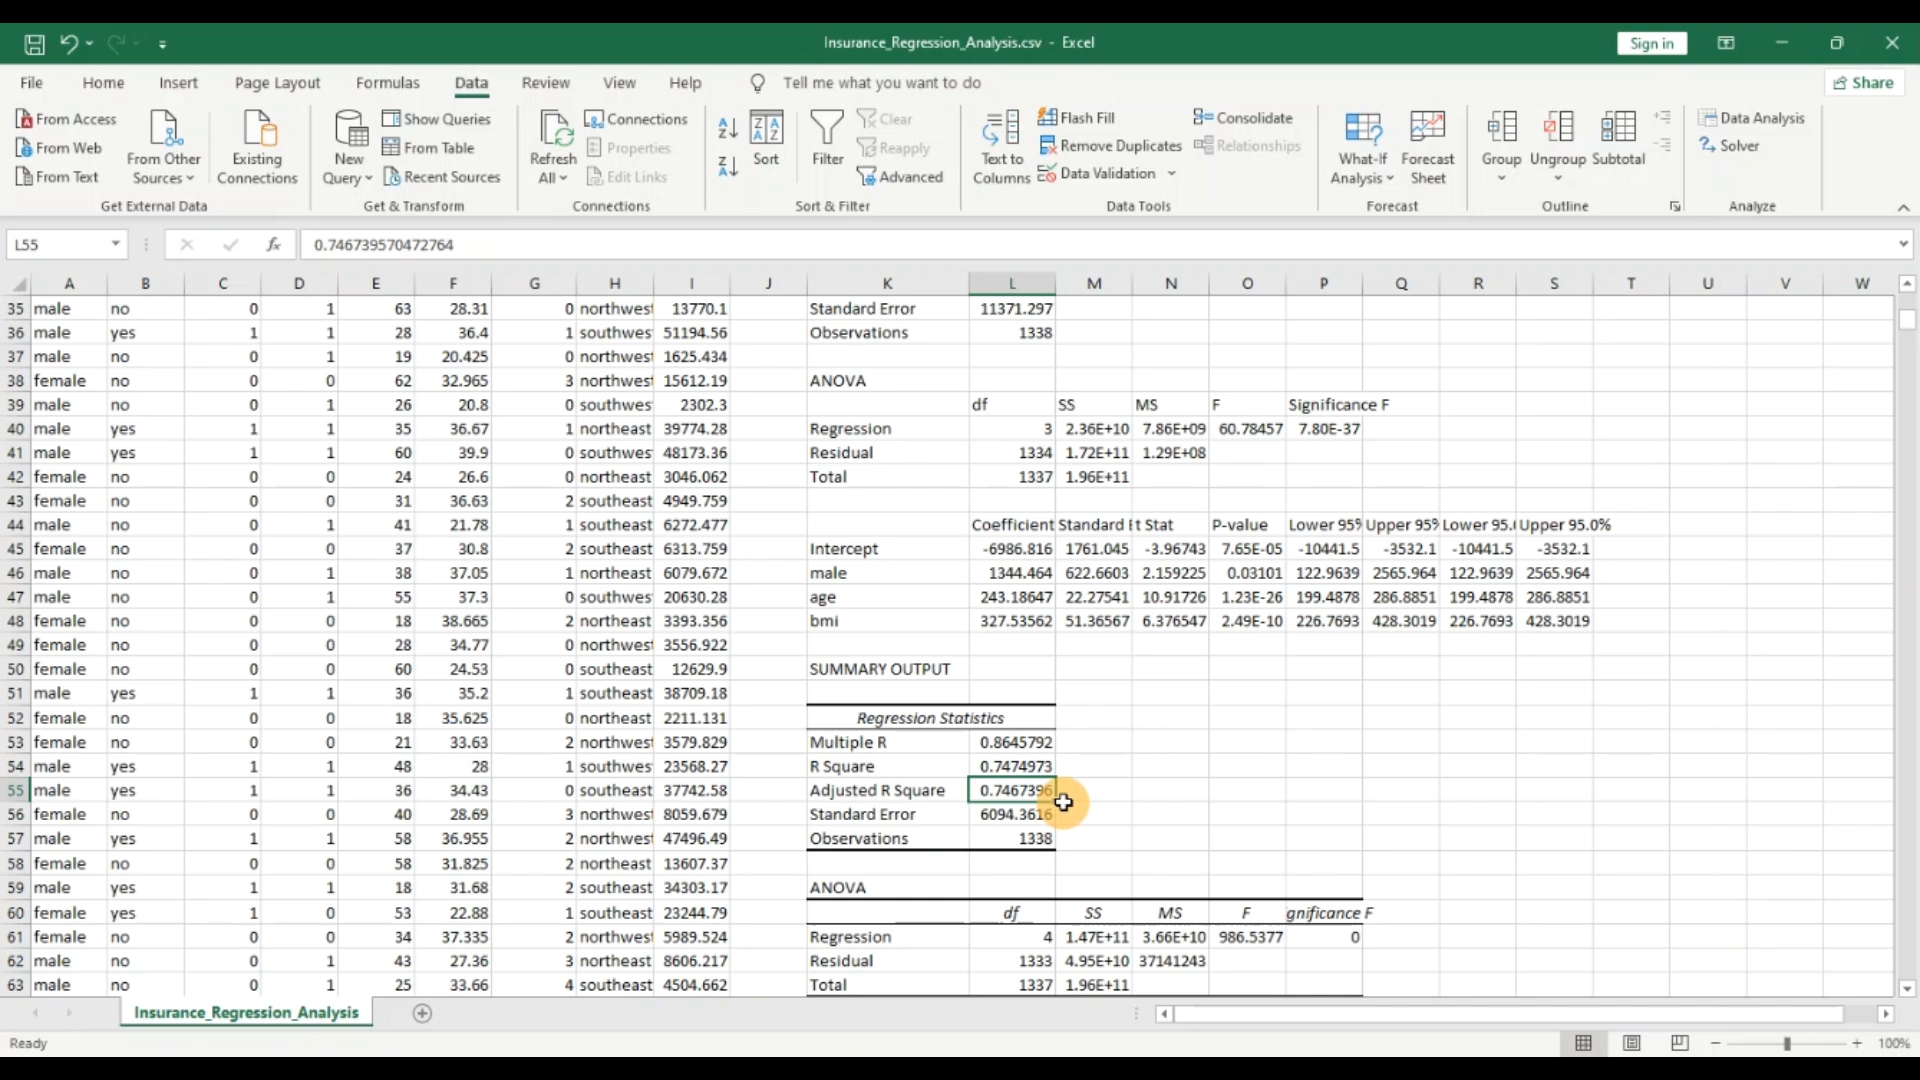 Insurance_Regression_Analysis.csv - Excel
Sign in
File Home Insert Page Layout Formulas Data Review View Help Tell me what you want to do
Share
From Access
From Web
From Text
From Other Sources
Existing Connections
Get External Data
New Query
Show Queries
From Table
Recent Sources
Get & Transform
Refresh All
Connections
Properties
Edit Links
Connections
Sort
Filter
Clear
Reapply
Advanced
Sort & Filter
Text to Columns
Flash Fill
Remove Duplicates
Data Validation
Consolidate
Relationships
Data Tools
What-If Analysis
Forecast Sheet
Forecast
Group
Ungroup
Subtotal
Outline
Data Analysis
Solver
Analyze
L55 fx 0.746739570472764
A B C D E F G H I J K L M N O P Q R S T U V W
35 male no 0 1 63 28.31 0 northwest 13770.1 Standard Error 11371.297
36 male yes 1 1 28 36.4 1 southwes 51194.56 Observations 1338
37 male no 0 1 19 20.425 0 northwest 1625.434
38 female no 0 0 62 32.965 3 northwest 15612.19 ANOVA
39 male no 0 1 26 20.8 0 southwes 2302.3 df SS MS F Significance F
40 male yes 1 1 35 36.67 1 northeast 39774.28 Regression 3 2.36E+10 7.86E+09 60.78457 7.80E-37
41 male yes 1 1 60 39.9 0 southwes 48173.36 Residual 1334 1.72E+11 1.29E+08
42 female no 0 0 24 26.6 0 northeast 3046.062 Total 1337 1.96E+11
43 female no 0 0 31 36.63 2 southeast 4949.759
44 male no 0 1 41 21.78 1 southeast 6272.477 Coefficient Standard E t Stat P-value Lower 95% Upper 95% Lower 95.0 Upper 95.0%
45 female no 0 0 37 30.8 2 southeast 6313.759 Intercept -6986.816 1761.045 -3.96743 7.65E-05 -10441.5 -3532.1 -10441.5 -3532.1
46 male no 0 1 38 37.05 1 northeast 6079.672 male 1344.464 622.6603 2.159225 0.03101 122.9639 2565.964 122.9639 2565.964
47 male no 0 1 55 37.3 0 southwes 20630.28 age 243.18647 22.27541 10.91726 1.23E-26 199.4878 286.8851 199.4878 286.8851
48 female no 0 0 18 38.665 2 northeast 3393.356 bmi 327.53562 51.36567 6.376547 2.49E-10 226.7693 428.3019 226.7693 428.3019
49 female no 0 0 28 34.77 0 northwest 3556.922
50 female no 0 0 60 24.53 0 southeast 12629.9 SUMMARY OUTPUT
51 male yes 1 1 36 35.2 1 southeast 38709.18
52 female no 0 0 18 35.625 0 northeast 2211.131 Regression Statistics
53 female no 0 0 21 33.63 2 northwest 3579.829 Multiple R 0.8645792
54 male yes 1 1 48 28 1 southwes 23568.27 R Square 0.7474973
55 male yes 1 1 36 34.43 0 southeast 37742.58 Adjusted R Square 0.7467396
56 female no 0 0 40 28.69 3 northwest 8059.679 Standard Error 6094.3616
57 male yes 1 1 58 36.955 2 northwest 47496.49 Observations 1338
58 female no 0 0 58 31.825 2 northeast 13607.37
59 male yes 1 1 18 31.68 2 southeast 34303.17 ANOVA
60 female yes 1 0 53 22.88 1 southeast 23244.79 df SS MS F gnificance F
61 female no 0 0 34 37.335 2 northwest 5989.524 Regression 4 1.47E+11 3.66E+10 986.5377 0
62 male no 0 1 43 27.36 3 northeast 8606.217 Residual 1333 4.95E+10 37141243
63 male no 0 1 25 33.66 4 southeast 4504.662 Total 1337 1.96E+11
Insurance_Regression_Analysis
Ready
100%